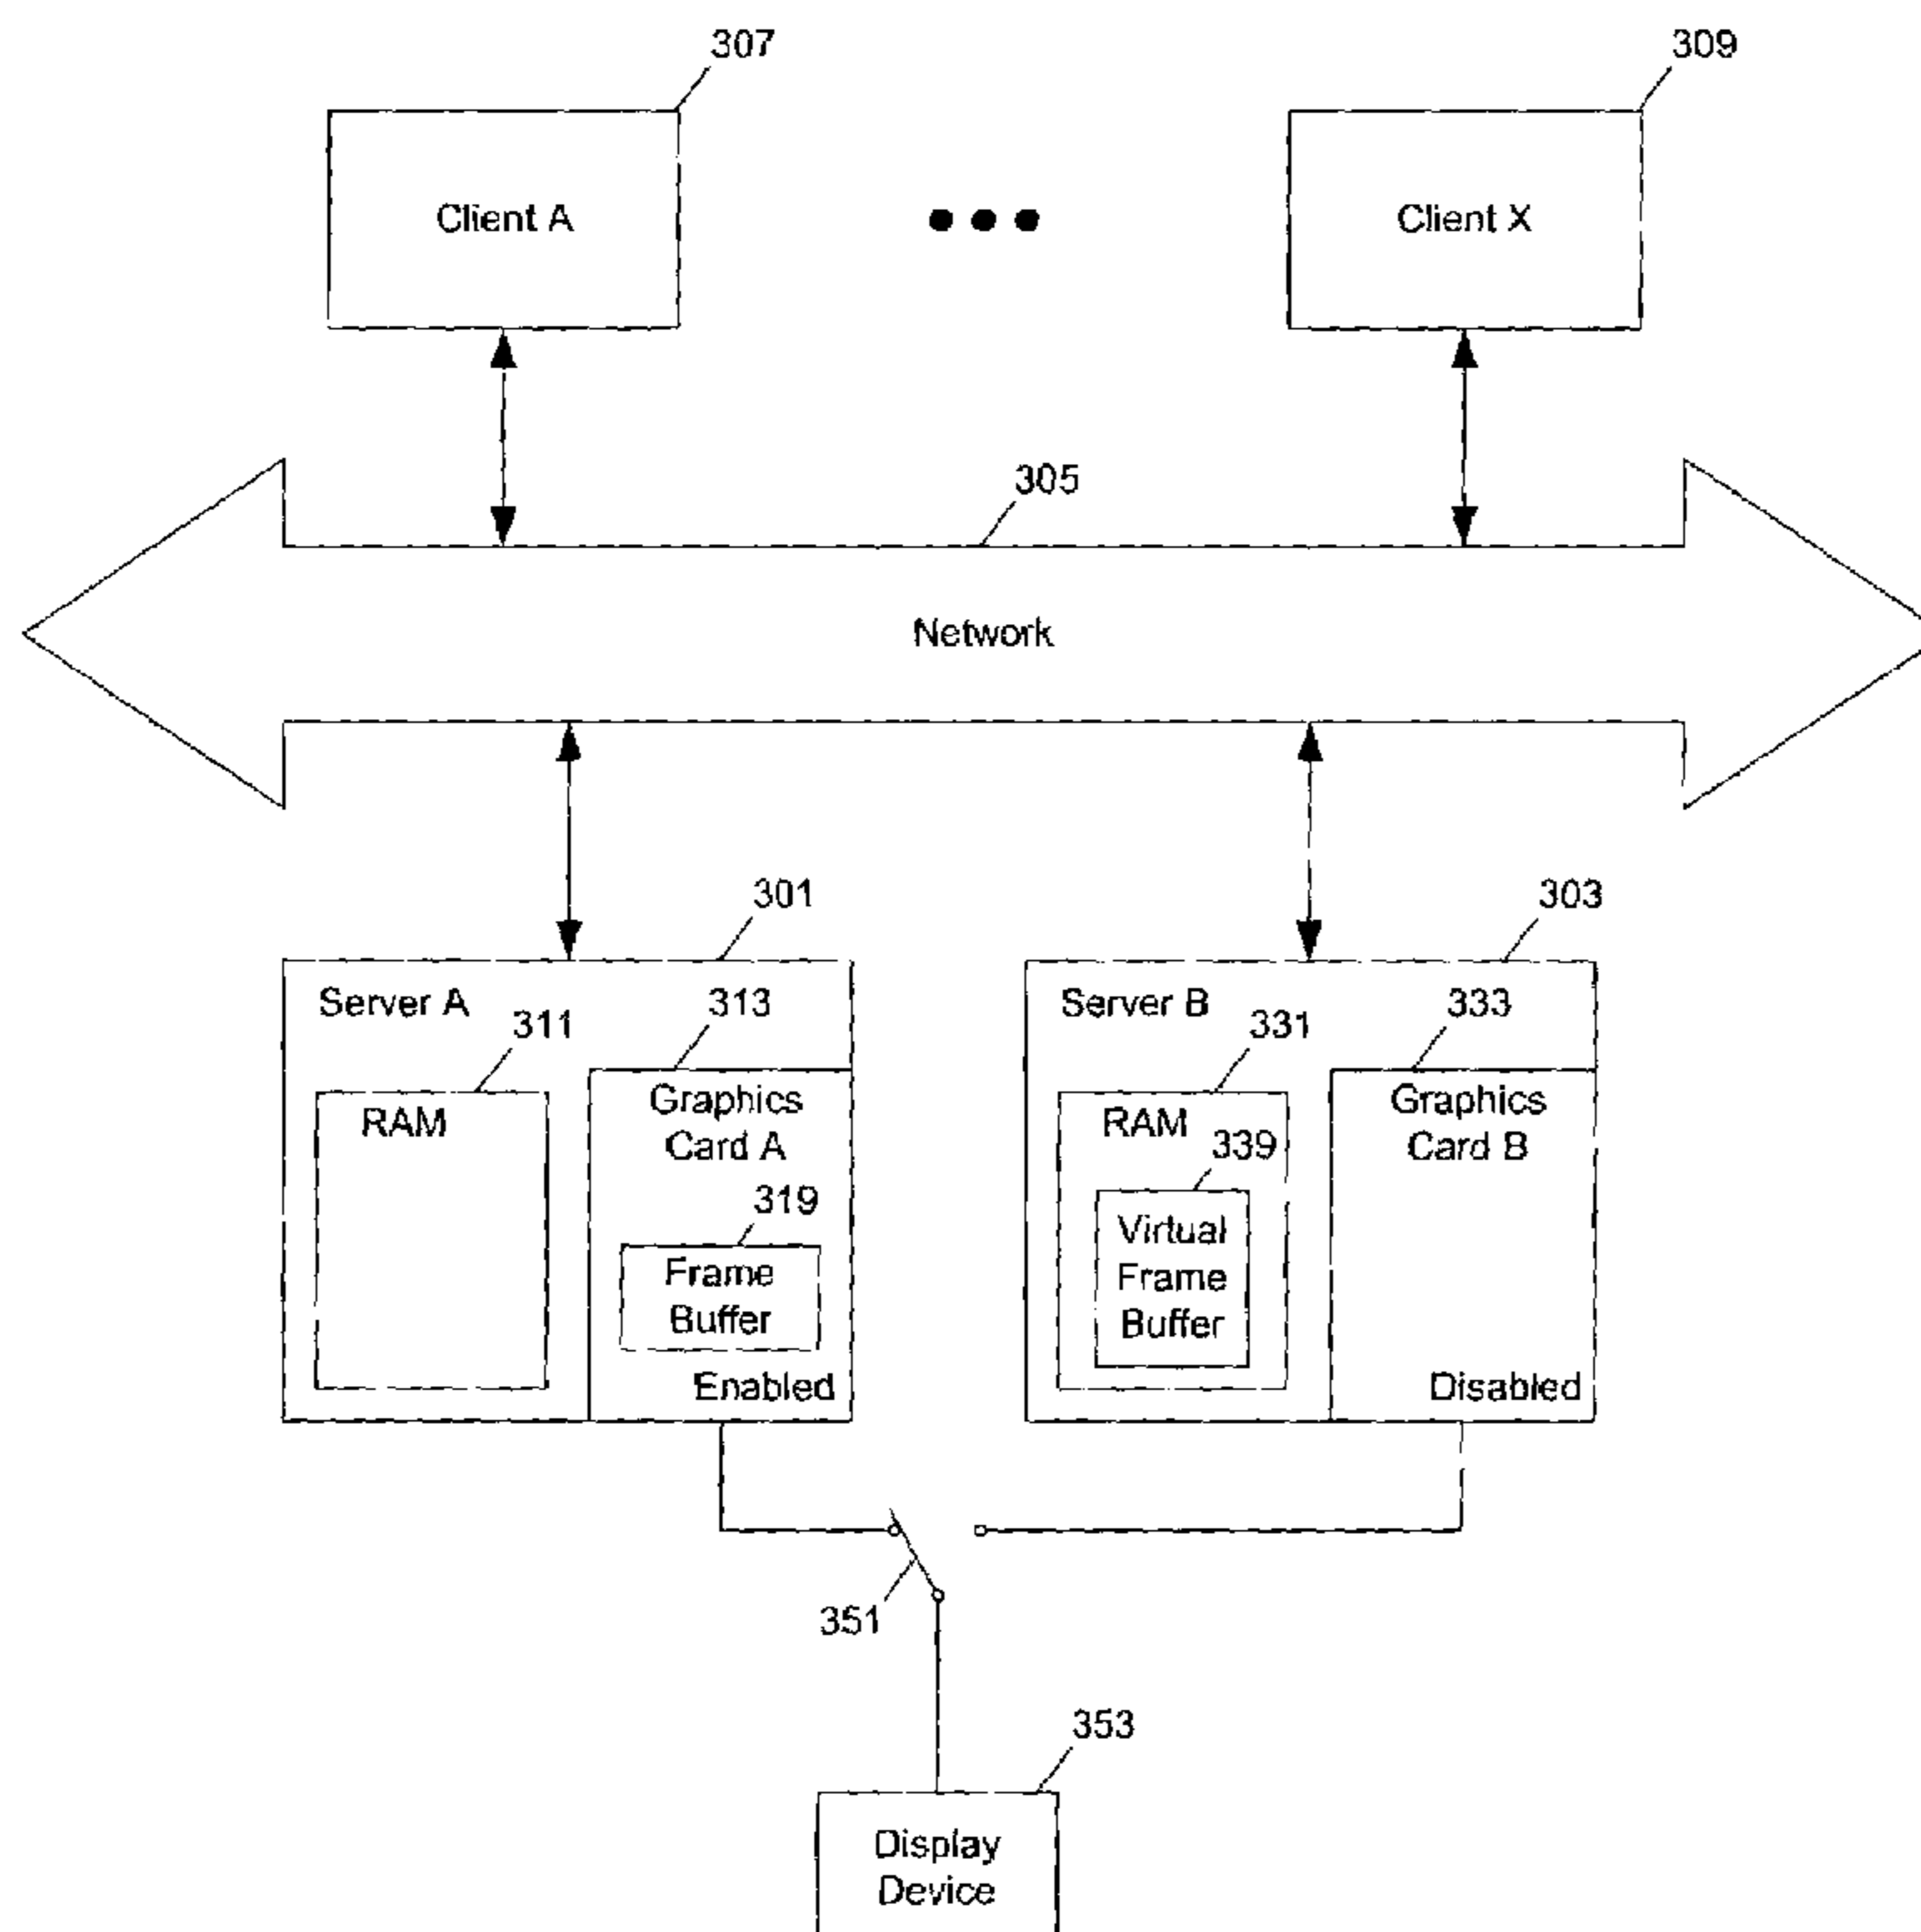 307
309
Client A
Client X
305
Network
301
303
Server A
313
311
Server B
333
331
RAM
Graphics
Card A
319
Frame
Buffer
Enabled
RAM
339
Virtual
Frame
Buffer
Graphics
Card B
Disabled
351
353
Display
Device